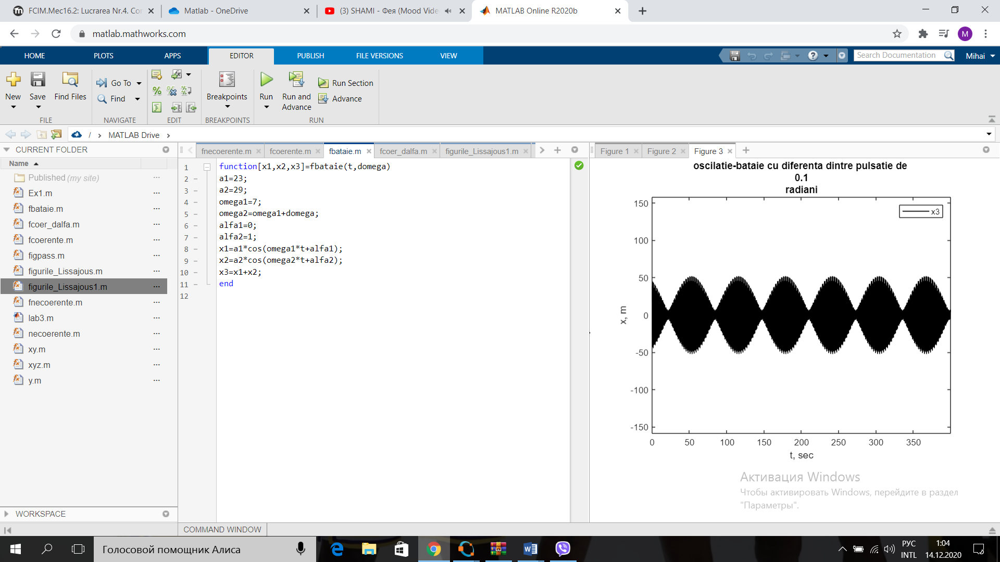 FCIM.Mec16.2: Lucrarea Nr.4. Cor
Matlab - OneDrive
(3) SHAMI - Фея (Mood Vide
MATLAB Online R2020b
matlab.mathworks.com
M
HOME PLOTS APPS EDITOR PUBLISH FILE VERSIONS VIEW
Search Documentation
Mihai
New
Save
Find Files
Go To
Find
Breakpoints
Run
Run and
Advance
Run Section
Advance
FILE NAVIGATE EDIT BREAKPOINTS RUN
/ › MATLAB Drive ›
CURRENT FOLDER
Name
Published (my site)
Ex1.m
fbataie.m
fcoer_dalfa.m
fcoerente.m
figpass.m
figurile_Lissajous.m
figurile_Lissajous1.m
fnecoerente.m
lab3.m
necoerente.m
xy.m
xyz.m
y.m
WORKSPACE
fnecoerente.m fcoerente.m fbataie.m fcoer_dalfa.m figurile_Lissajous1.m
1 function[x1,x2,x3]=fbataie(t,domega)
2 a1=23;
3 a2=29;
4 omega1=7;
5 omega2=omega1+domega;
6 alfa1=0;
7 alfa2=1;
8 x1=a1*cos(omega1*t+alfa1);
9 x2=a2*cos(omega2*t+alfa2);
10 x3=x1+x2;
11 end
12
COMMAND WINDOW
Figure 1 Figure 2 Figure 3
oscilatie-bataie cu diferenta dintre pulsatie de
0.1
radiani
x3
150
100
50
0
-50
-100
-150
x, m
0 50 100 150 200 250 300 350
t, sec
Активация Windows
Чтобы активировать Windows, перейдите в раздел
"Параметры".
Голосовой помощник Алиса
РУС
INTL
1:04
14.12.2020